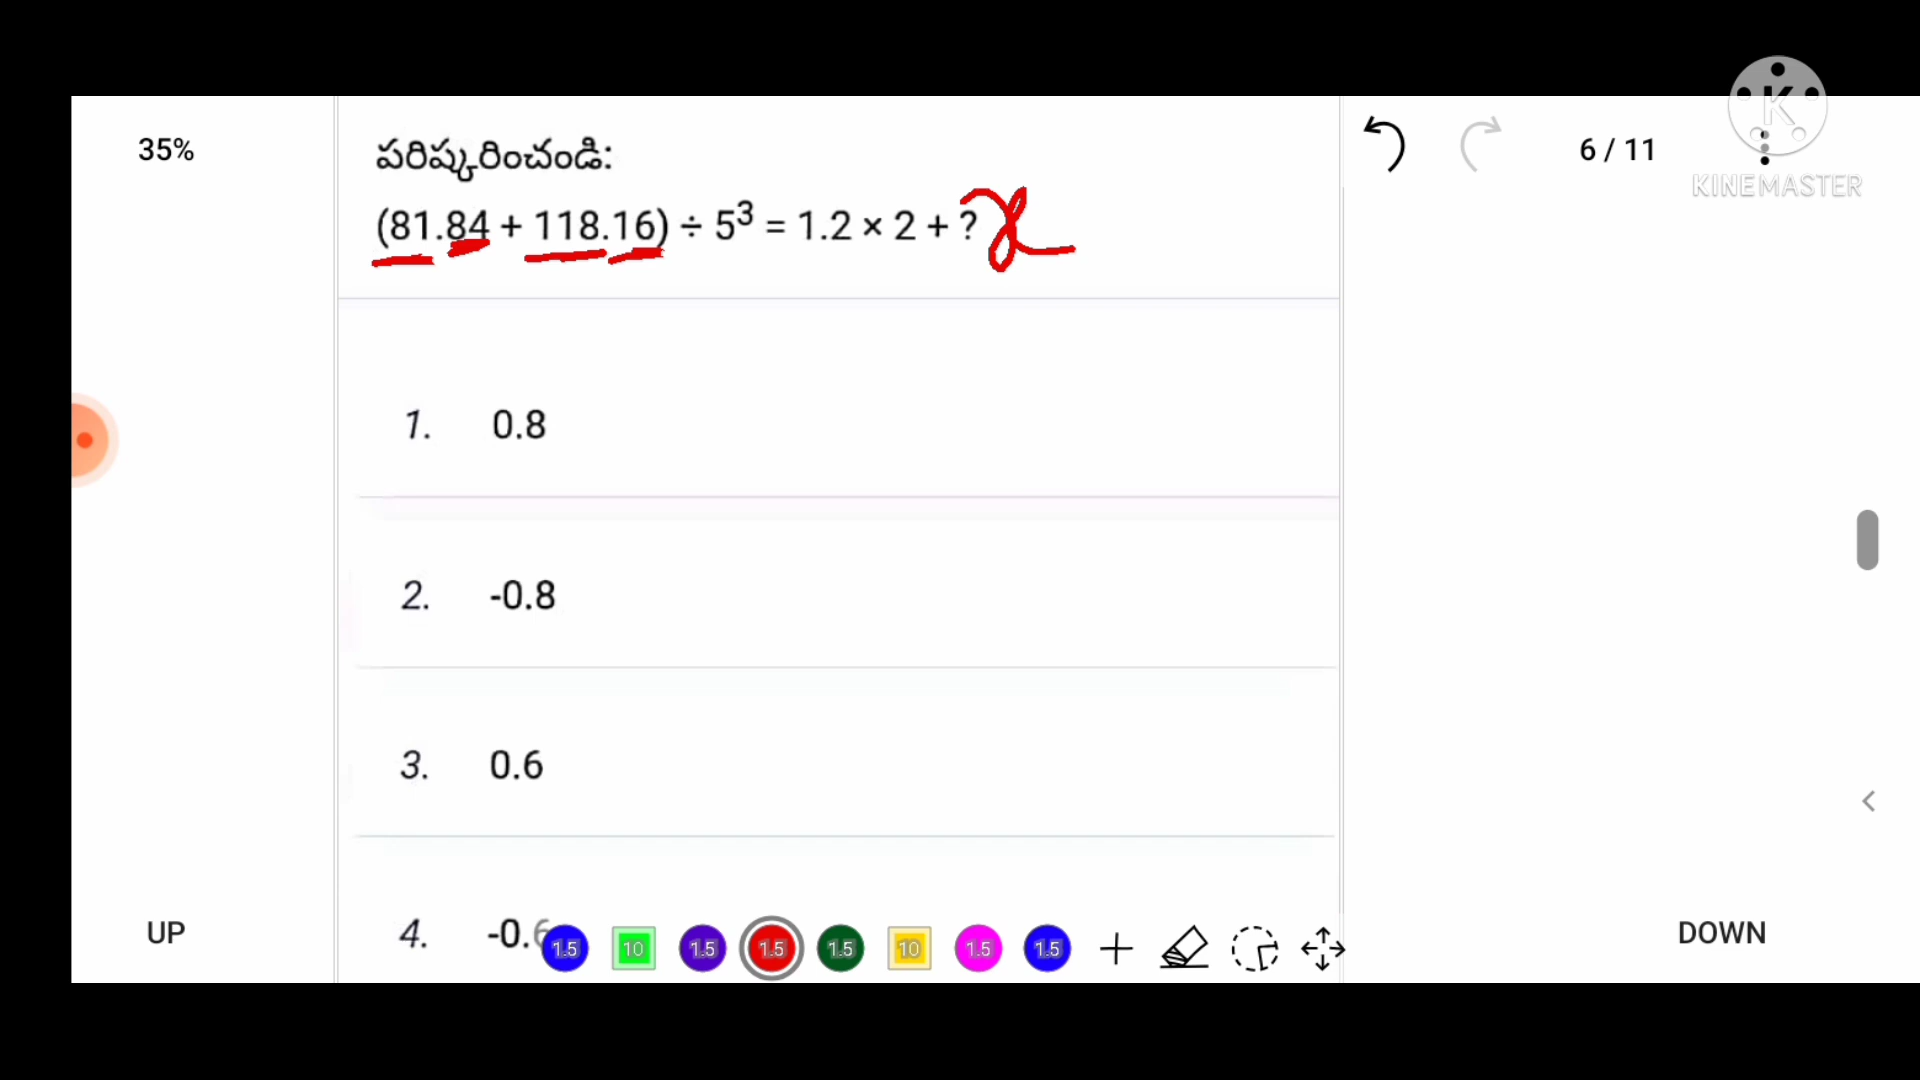 35%
పరిష్కరించండి:
(81.84 + 118.16) ÷ 5³ = 1.2 × 2 + ? x
6 / 11
K
KINEMASTER
1. 0.8
2. -0.8
3. 0.6
4. -0.6
UP
1.5 10 1.5 1.5 1.5 10 1.5 1.5
DOWN